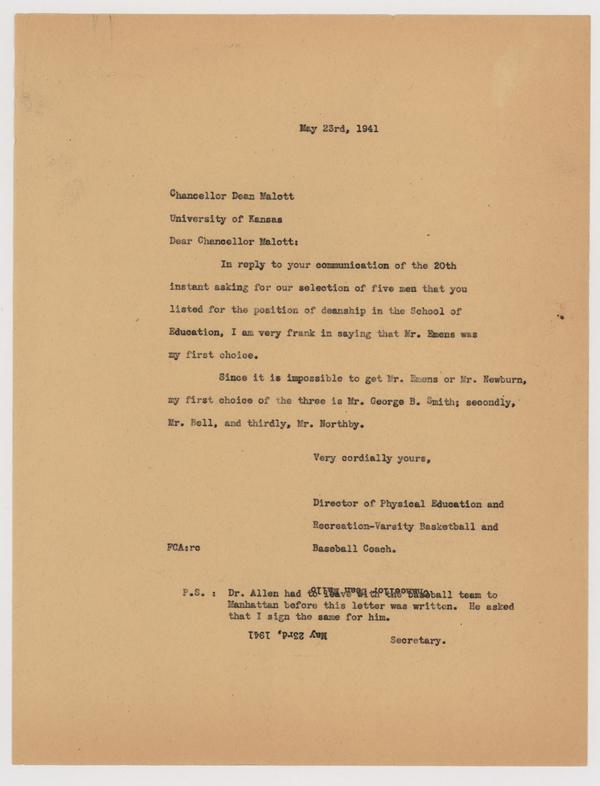 May 23rd, 1941
Chancellor Dean Malott
University of Kansas
Dear Chancellor Malott:
In reply to your communication of the 20th
instant asking for our selection of five men that you
listed for the position of deanship in the School of
Education, I am very frank in saying that Mr. Emens was
my first choice.
Since it is impossible to get Mr. Emens or Mr. Newburn,
my first choice of the three is Mr. George B. Smith; secondly,
Mr. Bell, and thirdly, Mr. Northby.
Very cordially yours,
Director of Physical Education and
Recreation-Varsity Basketball and
FCA:rc Baseball Coach.
Chancellor Dean
P.S. : Dr. Allen had to leave with the baseball team to
Manhattan before this letter was written. He asked
that I sign the same for him.
May 23rd, 1941
Secretary.